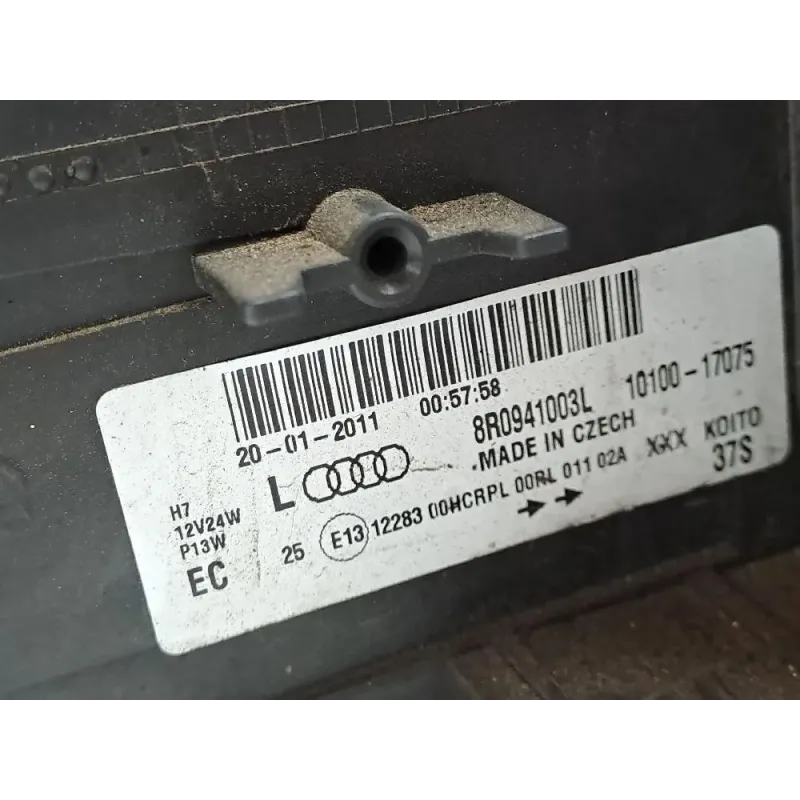 20-01-2011 00:57:58 8R0941003L 10100-17075
L MADE IN CZECH XXX KOITO
H7
12V24W
P13W
25 E13 12283 00HCRPL 00RL 011 02A 37S
EC